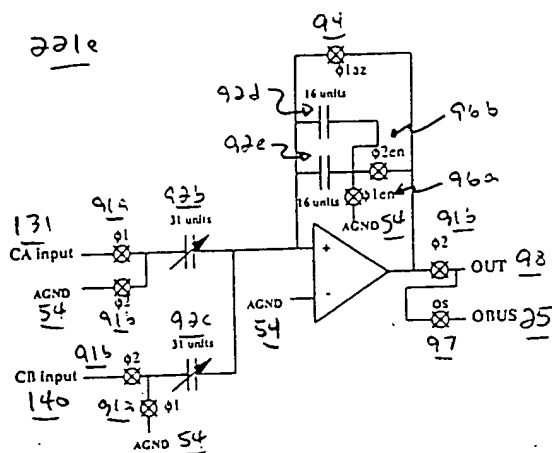 221e
94
φ1az
92d
16 units
96b
92e
φ2en
16 units
φ1en
96a
AGND 54
131
91a
92b
91b
φ1
31 units
φ2
CA input
OUT 98
AGND
φ2
54
91b
AGND
54
OS
OBUS 25
97
92c
91b
31 units
φ2
CB input
140
91a
φ1
AGND 54
+
-